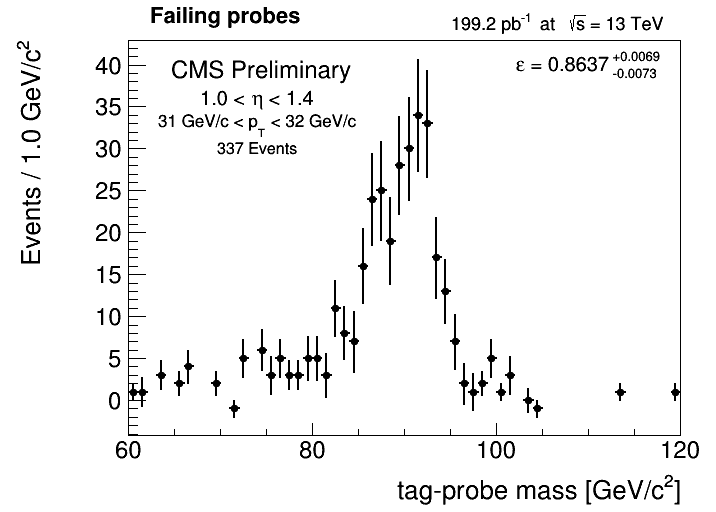 Failing probes
199.2 pb⁻¹ at √s = 13 TeV
Events / 1.0 GeV/c²
CMS Preliminary
1.0 < η < 1.4
31 GeV/c < p_T < 32 GeV/c
337 Events
ε = 0.8637 +0.0069 -0.0073
40
35
30
25
20
15
10
5
0
60 80 100 120
tag-probe mass [GeV/c²]